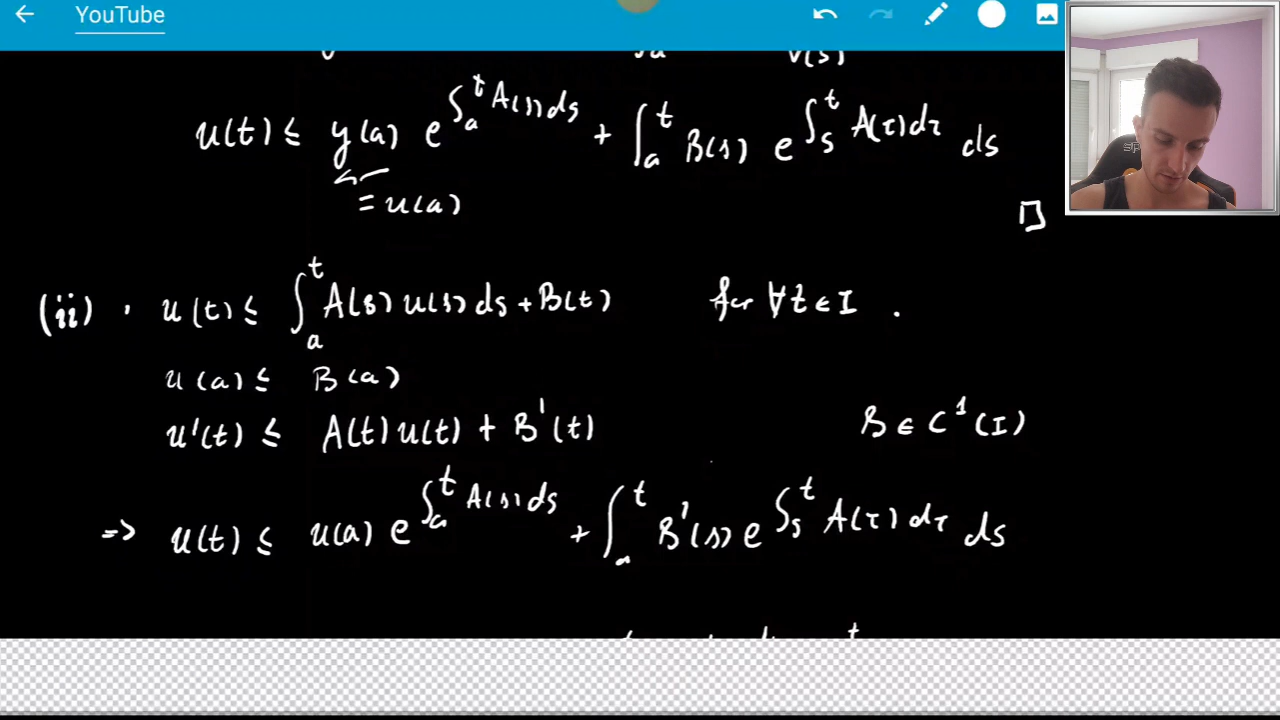 YouTube
u(t) ≤ y(a) e^{∫_a^t A(s)ds} + ∫_a^t B(s) e^{∫_s^t A(τ)dτ} ds
= u(a)
(ii) . u(t) ≤ ∫_a^t A(s)u(s)ds + B(t) for ∀t ∈ I .
u(a) ≤ B(a)
u'(t) ≤ A(t)u(t) + B'(t) B ∈ C^1(I)
=> u(t) ≤ u(a) e^{∫_a^t A(s)ds} + ∫_a^t B'(s) e^{∫_s^t A(τ)dτ} ds